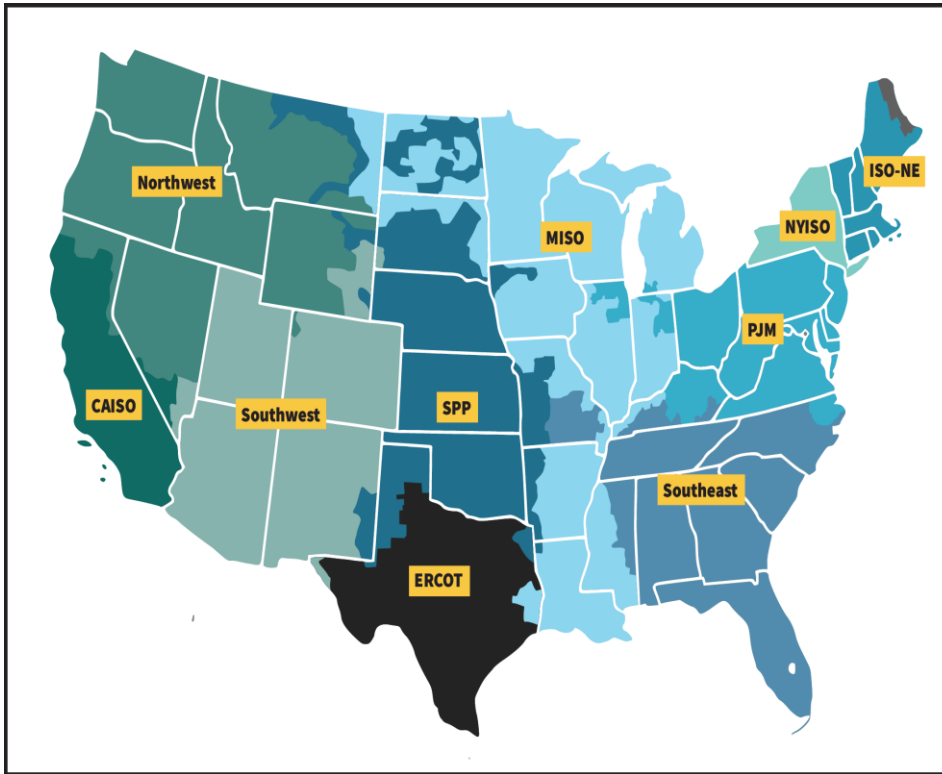 ISO-NE
Northwest
NYISO
MISO
PJM
CAISO
Southwest
SPP
Southeast
ERCOT